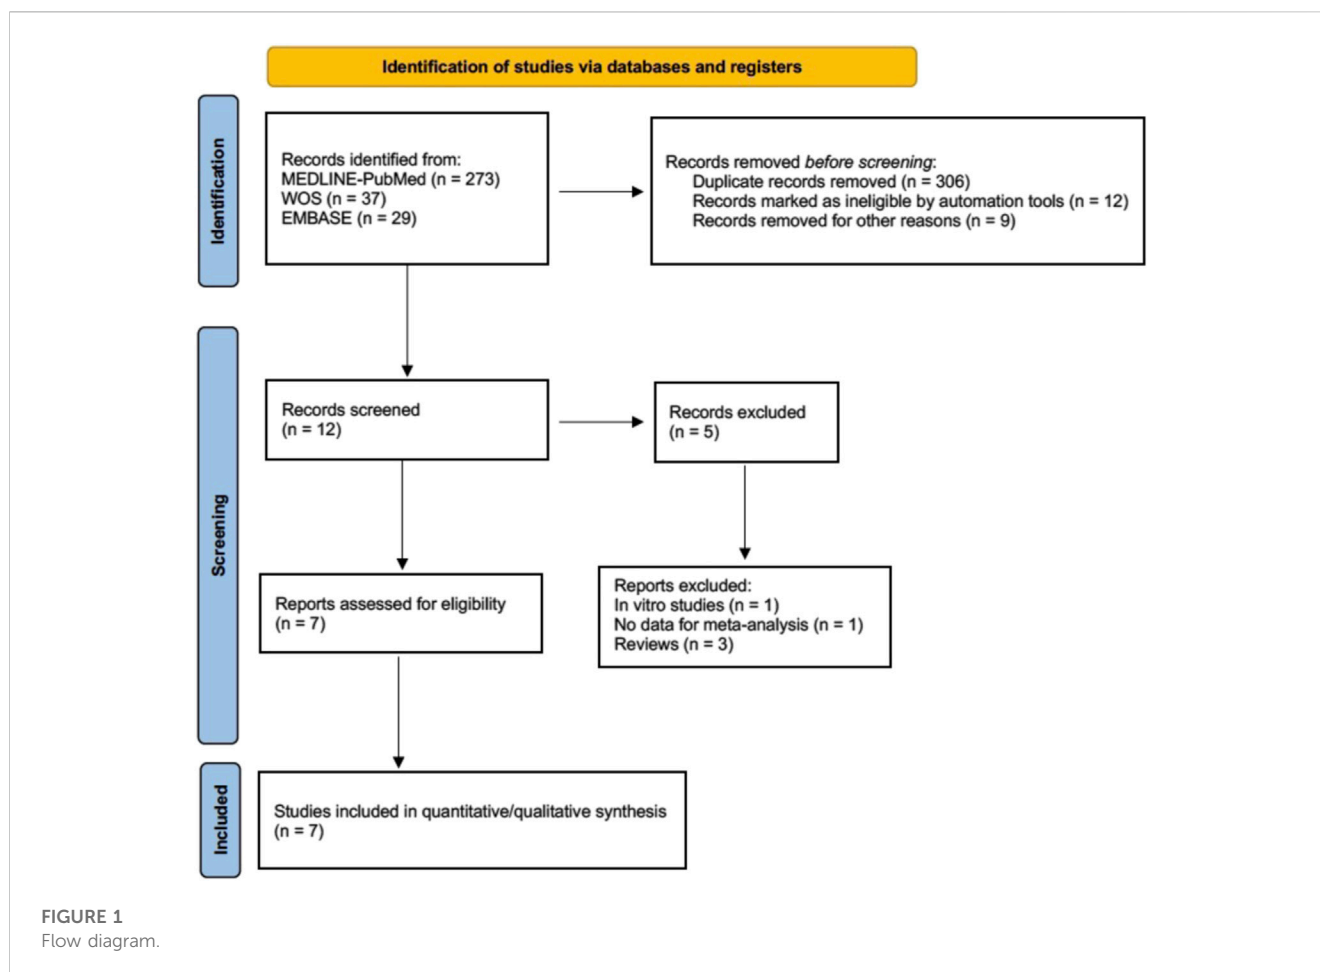 Identification of studies via databases and registers
Identification
Records identified from:
MEDLINE-PubMed (n = 273)
WOS (n = 37)
EMBASE (n = 29)
Records removed before screening:
Duplicate records removed (n = 306)
Records marked as ineligible by automation tools (n = 12)
Records removed for other reasons (n = 9)
Screening
Records screened
(n = 12)
Records excluded
(n = 5)
Reports assessed for eligibility
(n = 7)
Reports excluded:
In vitro studies (n = 1)
No data for meta-analysis (n = 1)
Reviews (n = 3)
Included
Studies included in quantitative/qualitative synthesis
(n = 7)
FIGURE 1
Flow diagram.